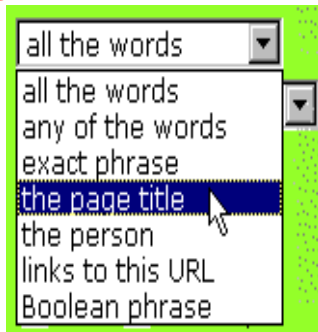 all the words
all the words
any of the words
exact phrase
the page title
the person
links to this URL
Boolean phrase